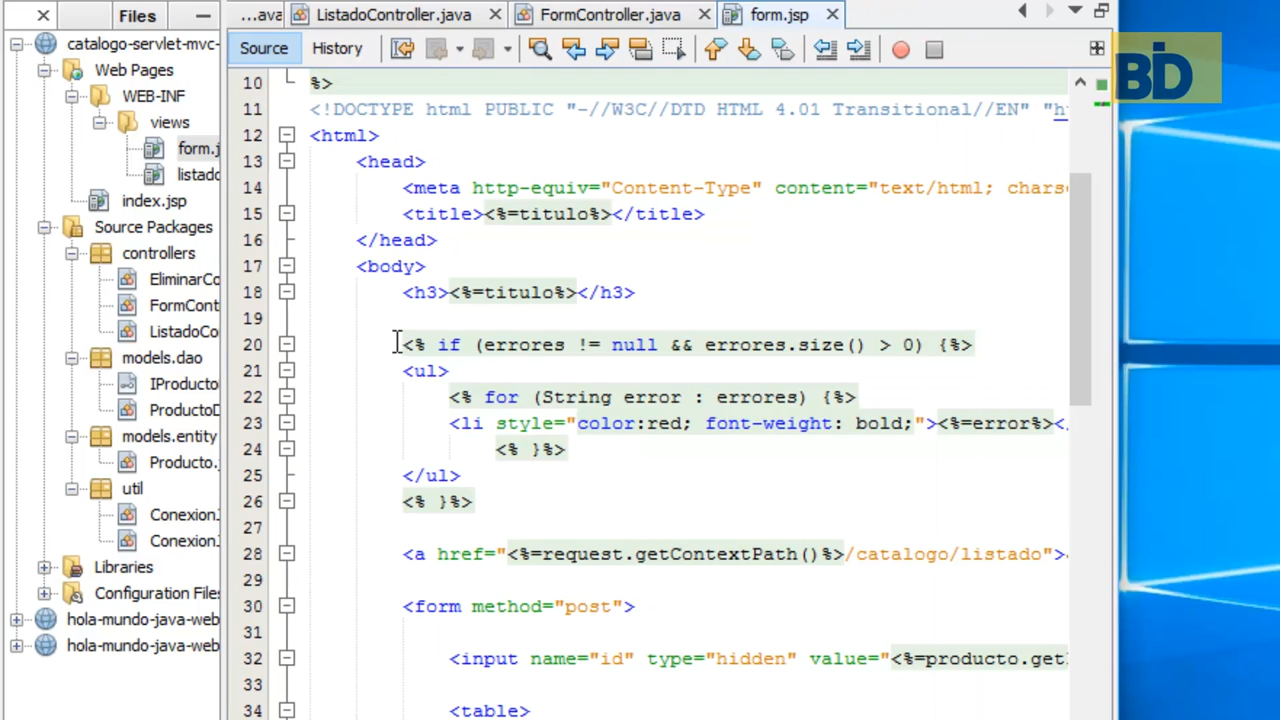 Files
...ava
ListadoController.java
FormController.java
form.jsp
Source
History
BD
catalogo-servlet-mvc-
Web Pages
WEB-INF
views
form.j
listado
index.jsp
Source Packages
controllers
EliminarCo
FormCont
ListadoCo
models.dao
IProducto
ProductoD
models.entity
Producto.
util
Conexion
Conexion
Libraries
Configuration Files
hola-mundo-java-web
hola-mundo-java-web
10 %>
11 <!DOCTYPE html PUBLIC "-//W3C//DTD HTML 4.01 Transitional//EN" "h
12 <html>
13 <head>
14 <meta http-equiv="Content-Type" content="text/html; chars
15 <title><%=titulo%></title>
16 </head>
17 <body>
18 <h3><%=titulo%></h3>
19
20 <% if (errores != null && errores.size() > 0) {%>
21 <ul>
22 <% for (String error : errores) {%>
23 <li style="color:red; font-weight: bold;"><%=error%></
24 <% }%>
25 </ul>
26 <% }%>
27
28 <a href="<%=request.getContextPath()%>/catalogo/listado">
29
30 <form method="post">
31
32 <input name="id" type="hidden" value="<%=producto.getI
33
34 <table>